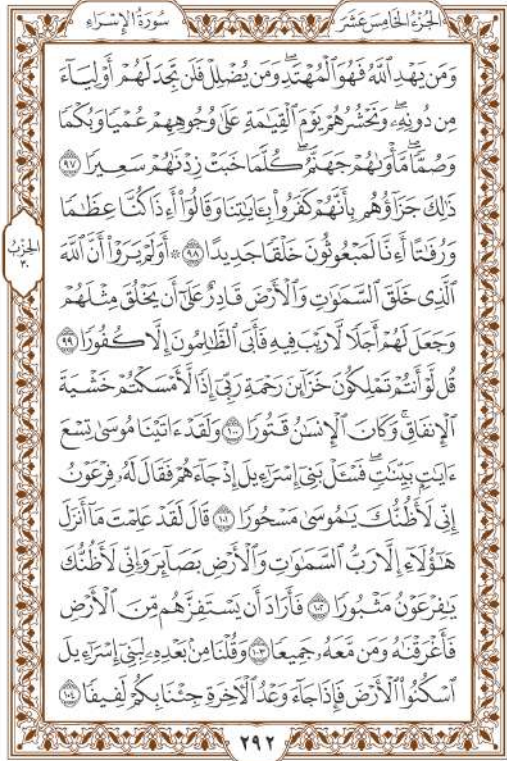 الجزء الخامس عشر
سورة الإسراء
وَمَن يَهْدِ ٱللَّهُ فَهُوَ ٱلْمُهْتَدِ وَمَن يُضْلِلْ فَلَن تَجِدَ لَهُمْ أَوْلِيَآءَ
مِن دُونِهِۦ وَنَحْشُرُهُمْ يَوْمَ ٱلْقِيَٰمَةِ عَلَىٰ وُجُوهِهِمْ عُمْيًا وَبُكْمًا
وَصُمًّا مَّأْوَىٰهُمْ جَهَنَّمُ كُلَّمَا خَبَتْ زِدْنَٰهُمْ سَعِيرًا ٩٧
ذَٰلِكَ جَزَآؤُهُم بِأَنَّهُمْ كَفَرُوا۟ بِـَٔايَٰتِنَا وَقَالُوٓا۟ أَءِذَا كُنَّا عِظَٰمًا
وَرُفَٰتًا أَءِنَّا لَمَبْعُوثُونَ خَلْقًا جَدِيدًا ٩٨ ۞ أَوَلَمْ يَرَوْا۟ أَنَّ ٱللَّهَ
ٱلَّذِى خَلَقَ ٱلسَّمَٰوَٰتِ وَٱلْأَرْضَ قَادِرٌ عَلَىٰٓ أَن يَخْلُقَ مِثْلَهُمْ
وَجَعَلَ لَهُمْ أَجَلًا لَّا رَيْبَ فِيهِ فَأَبَى ٱلظَّٰلِمُونَ إِلَّا كُفُورًا ٩٩
قُل لَّوْ أَنتُمْ تَمْلِكُونَ خَزَآئِنَ رَحْمَةِ رَبِّىٓ إِذًا لَّأَمْسَكْتُمْ خَشْيَةَ
ٱلْإِنفَاقِ وَكَانَ ٱلْإِنسَٰنُ قَتُورًا ١٠٠ وَلَقَدْ ءَاتَيْنَا مُوسَىٰ تِسْعَ
ءَايَٰتٍۭ بَيِّنَٰتٍ فَسْـَٔلْ بَنِىٓ إِسْرَٰٓءِيلَ إِذْ جَآءَهُمْ فَقَالَ لَهُۥ فِرْعَوْنُ
إِنِّى لَأَظُنُّكَ يَٰمُوسَىٰ مَسْحُورًا ١٠١ قَالَ لَقَدْ عَلِمْتَ مَآ أَنزَلَ
هَٰٓؤُلَآءِ إِلَّا رَبُّ ٱلسَّمَٰوَٰتِ وَٱلْأَرْضِ بَصَآئِرَ وَإِنِّى لَأَظُنُّكَ
يَٰفِرْعَوْنُ مَثْبُورًا ١٠٢ فَأَرَادَ أَن يَسْتَفِزَّهُم مِّنَ ٱلْأَرْضِ
فَأَغْرَقْنَٰهُ وَمَن مَّعَهُۥ جَمِيعًا ١٠٣ وَقُلْنَا مِنۢ بَعْدِهِۦ لِبَنِىٓ إِسْرَٰٓءِيلَ
ٱسْكُنُوا۟ ٱلْأَرْضَ فَإِذَا جَآءَ وَعْدُ ٱلْءَاخِرَةِ جِئْنَا بِكُمْ لَفِيفًا ١٠٤
الحزب
٣٠
٢٩٢